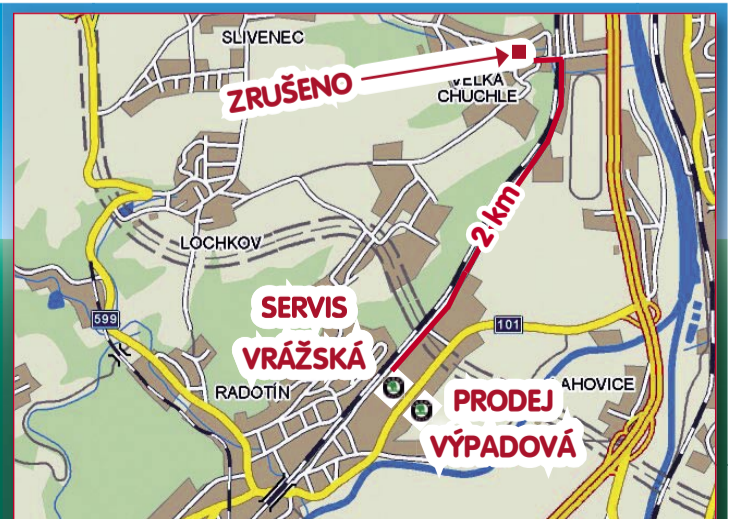 SLIVENEC
ZRUŠENO
VELKÁ
CHUCHLE
2 km
LOCHKOV
SERVIS
VRÁŽSKÁ
599
101
RADOTÍN
PRODEJ
VÝPADOVÁ
AHOVICE